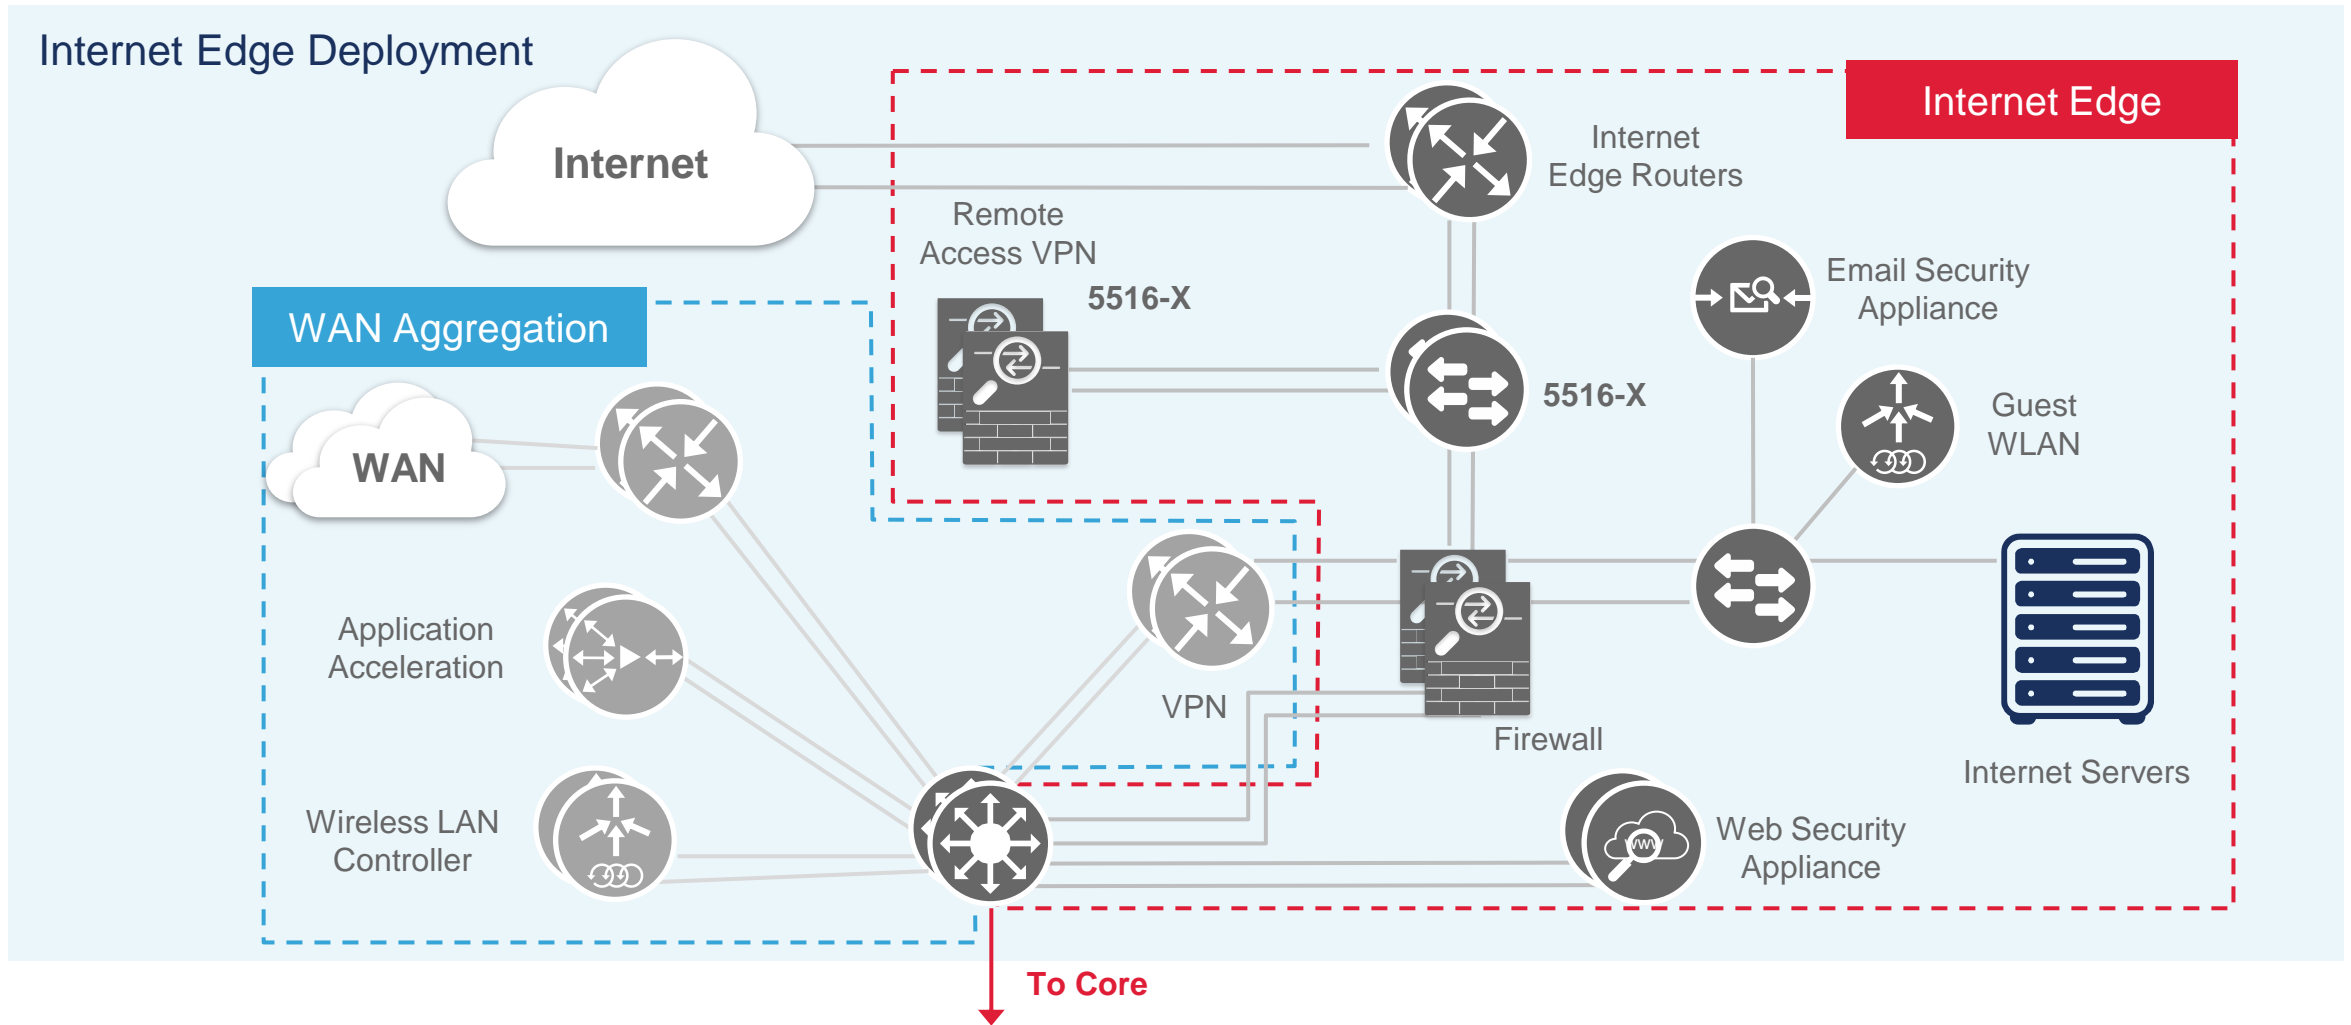 Internet Edge Deployment
Internet Edge
Internet
Internet
Edge Routers
Remote
Access VPN
5516-X
Email Security
Appliance
WAN Aggregation
5516-X
Guest
WLAN
WAN
Application
Acceleration
VPN
Firewall
Internet Servers
Wireless LAN
Controller
WWW
Web Security
Appliance
To Core